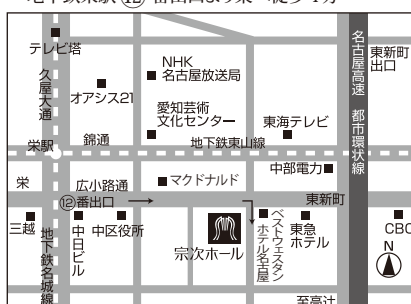 地下鉄栄駅⑫番出口より東へ徒歩4分
テレビ塔
久屋大通
オアシス21
NHK
名古屋放送局
愛知芸術
文化センター
東海テレビ
名古屋高速 都市環状線
東新町
出口
栄駅
錦通
地下鉄東山線
中部電力
栄
広小路通
マクドナルド
東新町
⑫番出口
三越
地下鉄名城線
中日ビル
中区役所
宗次ホール
ベストウェスタン
ホテル名古屋
東急
ホテル
CBC
N
至高辻